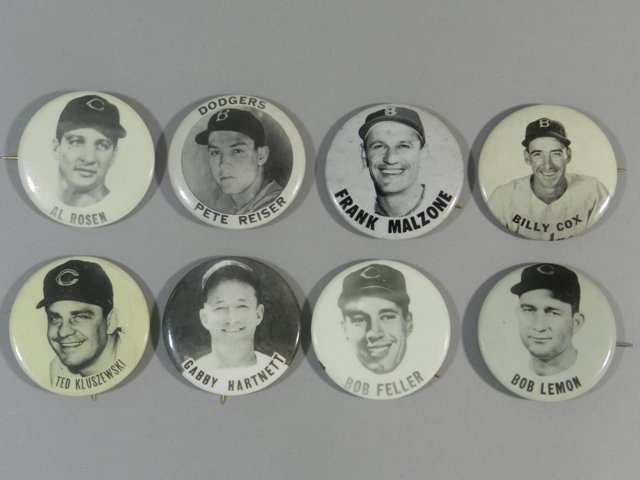 C
AL ROSEN
DODGERS
B
PETE REISER
B
FRANK MALZONE
B
BILLY COX
C
TED KLUSZEWSKI
GABBY HARTNETT
C
BOB FELLER
C
BOB LEMON